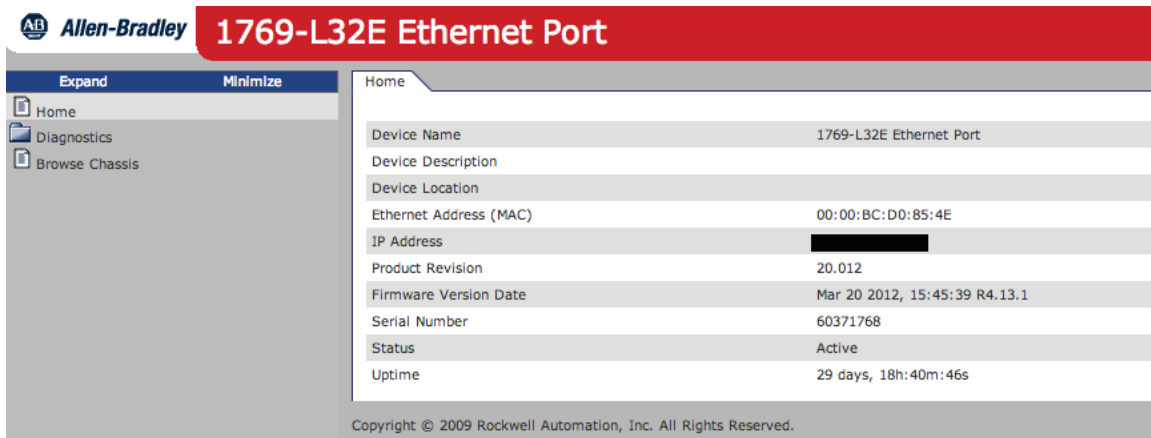 AB Allen-Bradley 1769-L32E Ethernet Port
Expand Minimize
Home
Diagnostics
Browse Chassis
Home
Device Name 1769-L32E Ethernet Port
Device Description
Device Location
Ethernet Address (MAC) 00:00:BC:D0:85:4E
IP Address
Product Revision 20.012
Firmware Version Date Mar 20 2012, 15:45:39 R4.13.1
Serial Number 60371768
Status Active
Uptime 29 days, 18h:40m:46s
Copyright © 2009 Rockwell Automation, Inc. All Rights Reserved.